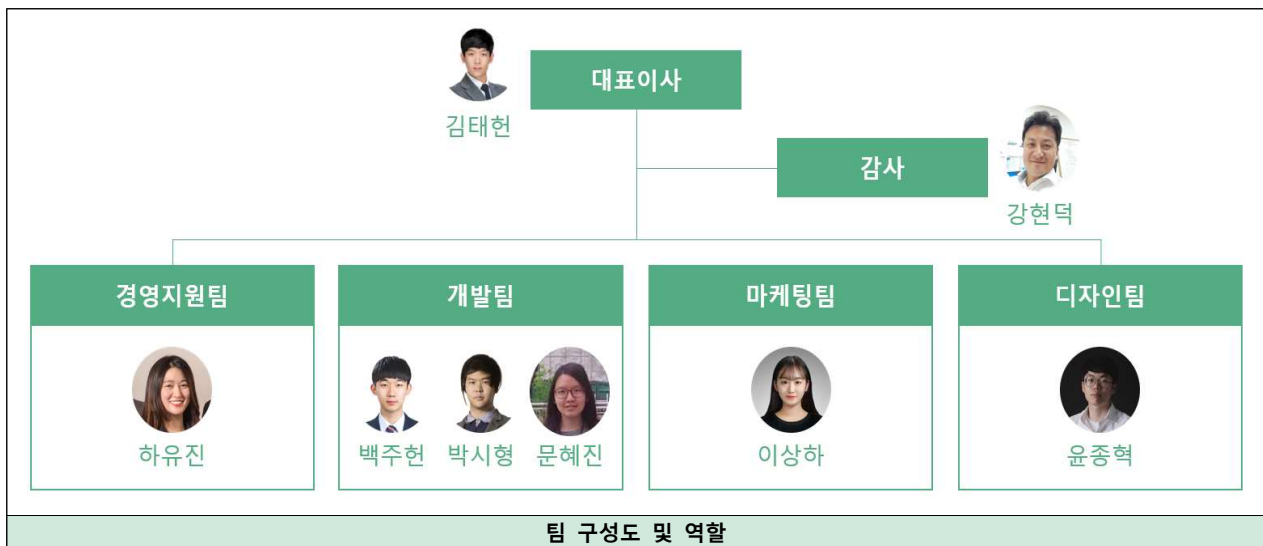 대표이사
김태헌
감사
강현덕
경영지원팀
하유진
개발팀
백주헌 박시형 문혜진
마케팅팀
이상하
디자인팀
윤종혁
팀 구성도 및 역할